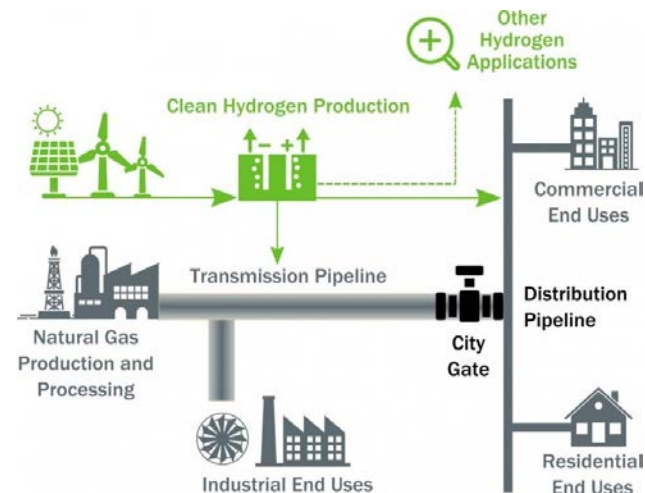 Other
Hydrogen
Applications
Clean Hydrogen Production
- +
Commercial
End Uses
Transmission Pipeline
Distribution
Pipeline
Natural Gas
Production and
Processing
City
Gate
Industrial End Uses
Residential
End Uses